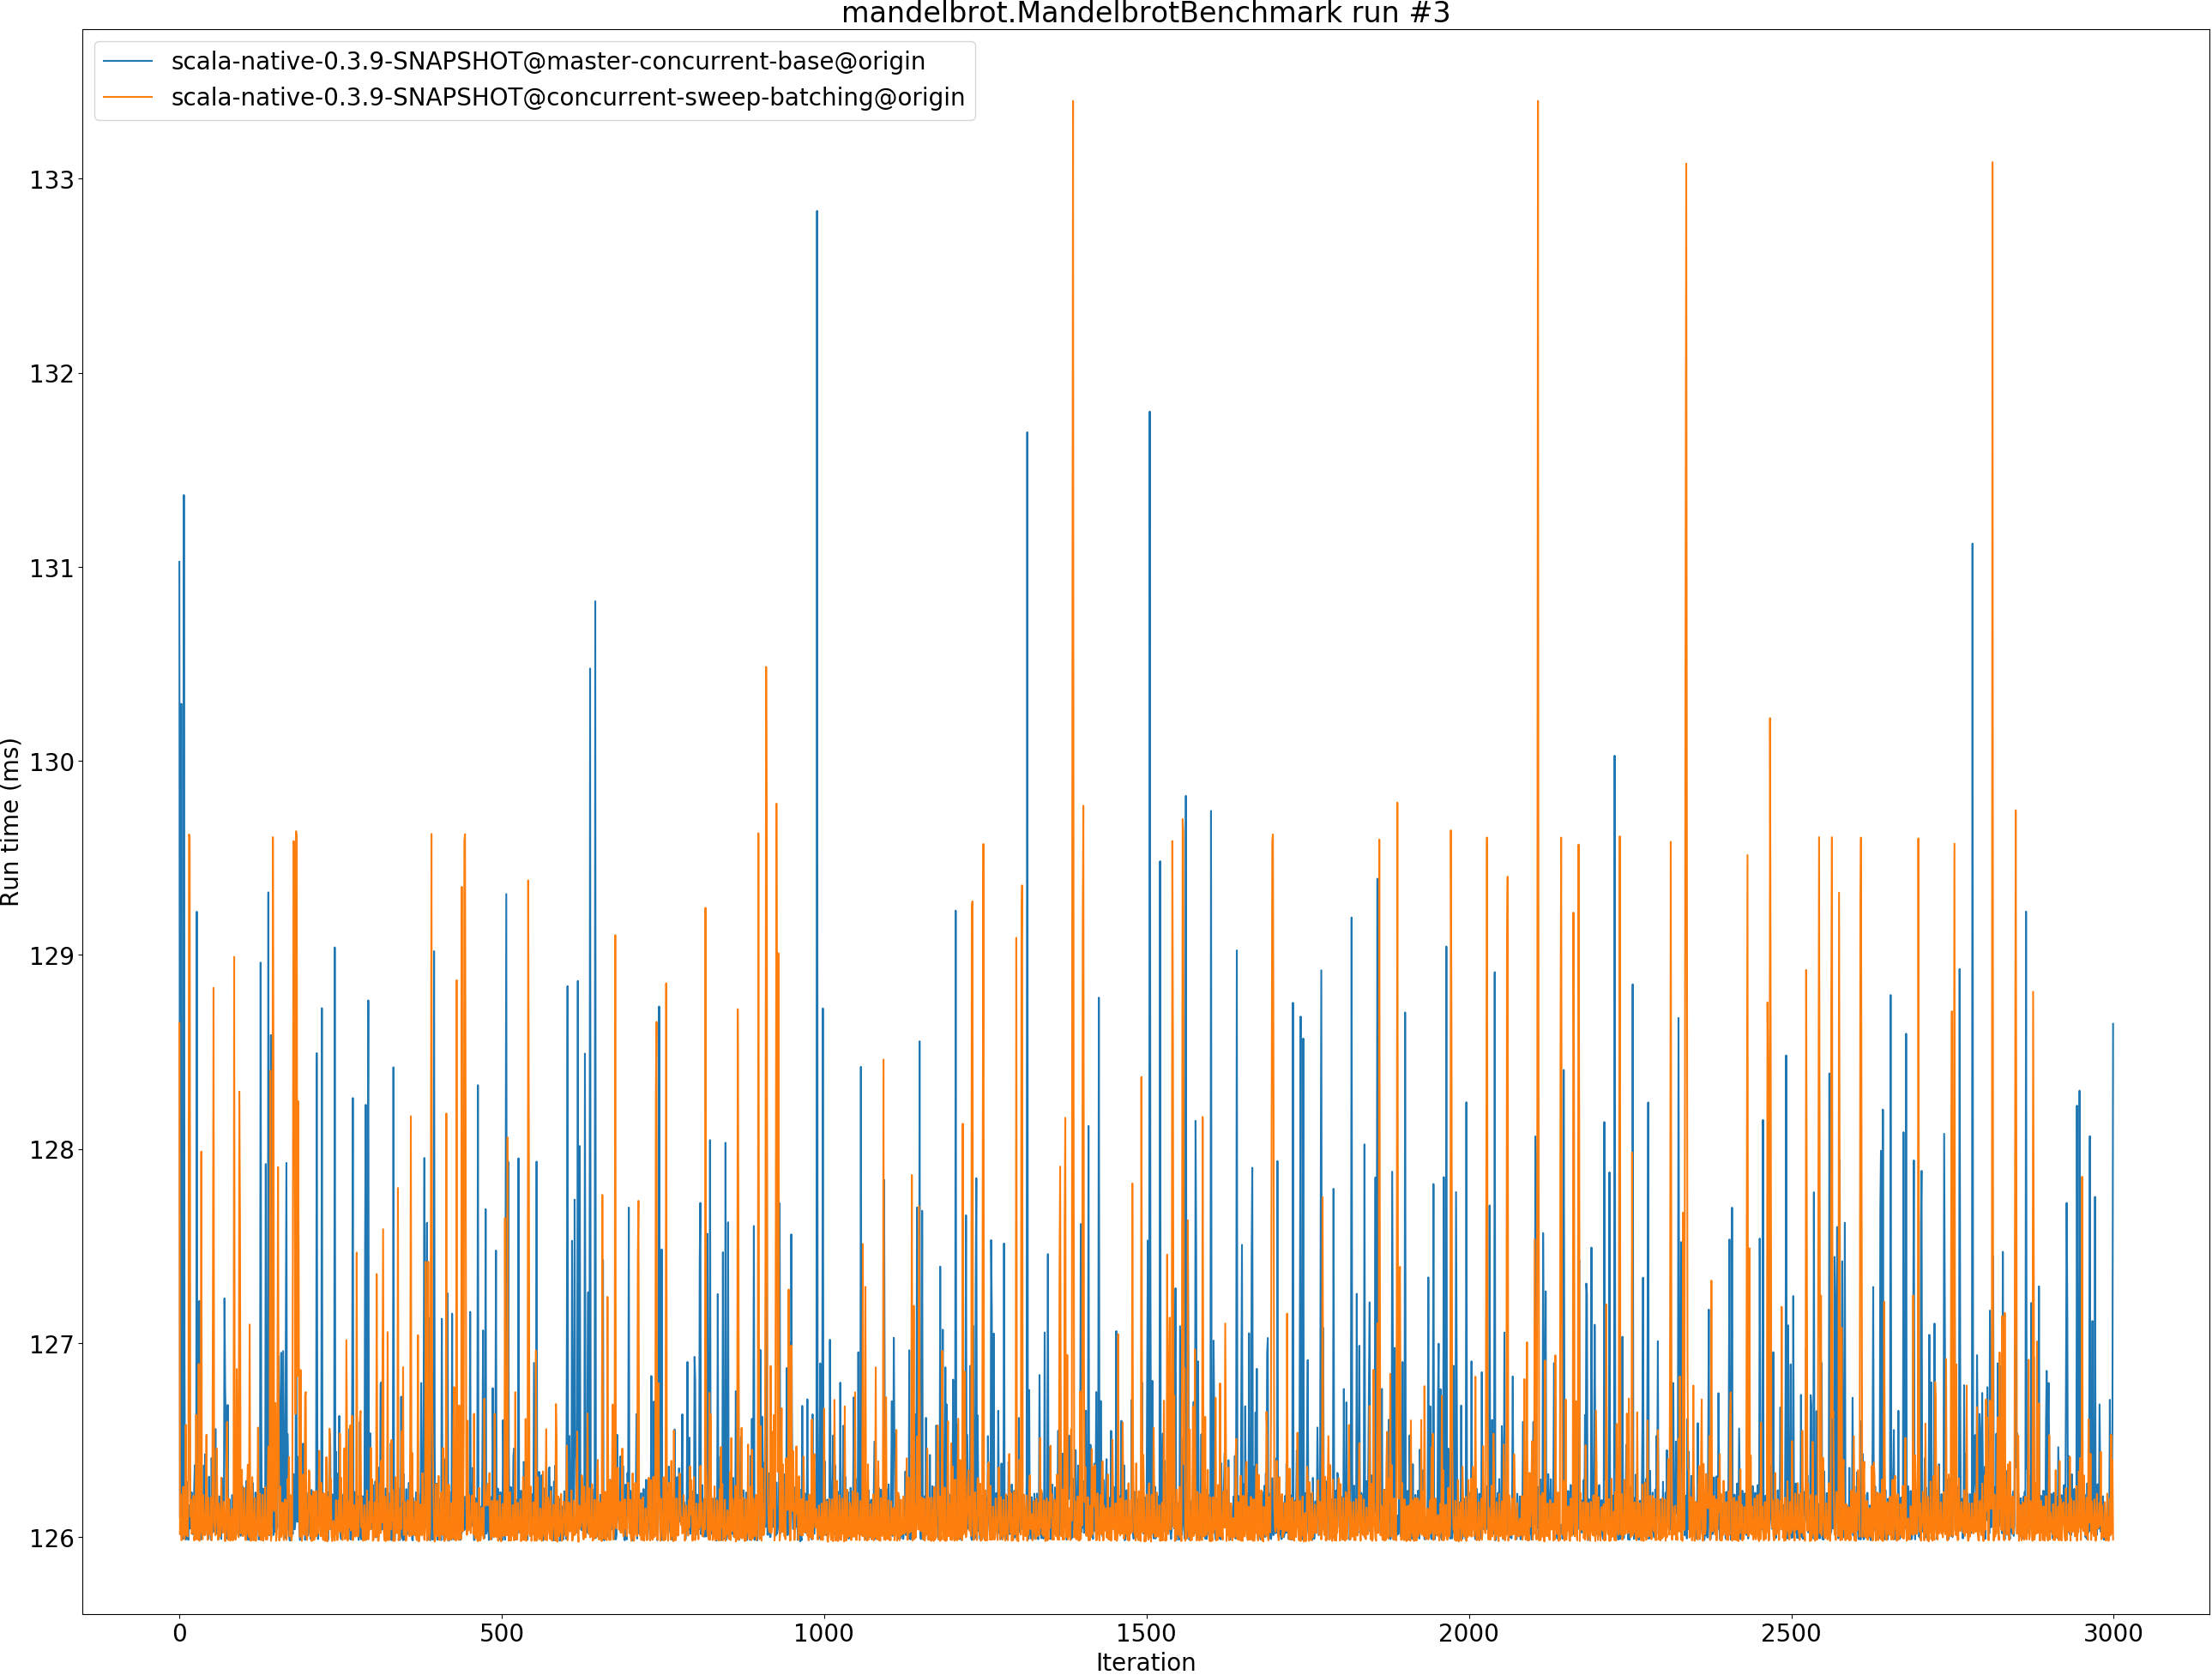 mandelbrot.MandelbrotBenchmark run #3
scala-native-0.3.9-SNAPSHOT@master-concurrent-base@origin
scala-native-0.3.9-SNAPSHOT@concurrent-sweep-batching@origin
133
132
131
130
129
128
127
126
Run time (ms)
0 500 1000 1500 2000 2500 3000
Iteration